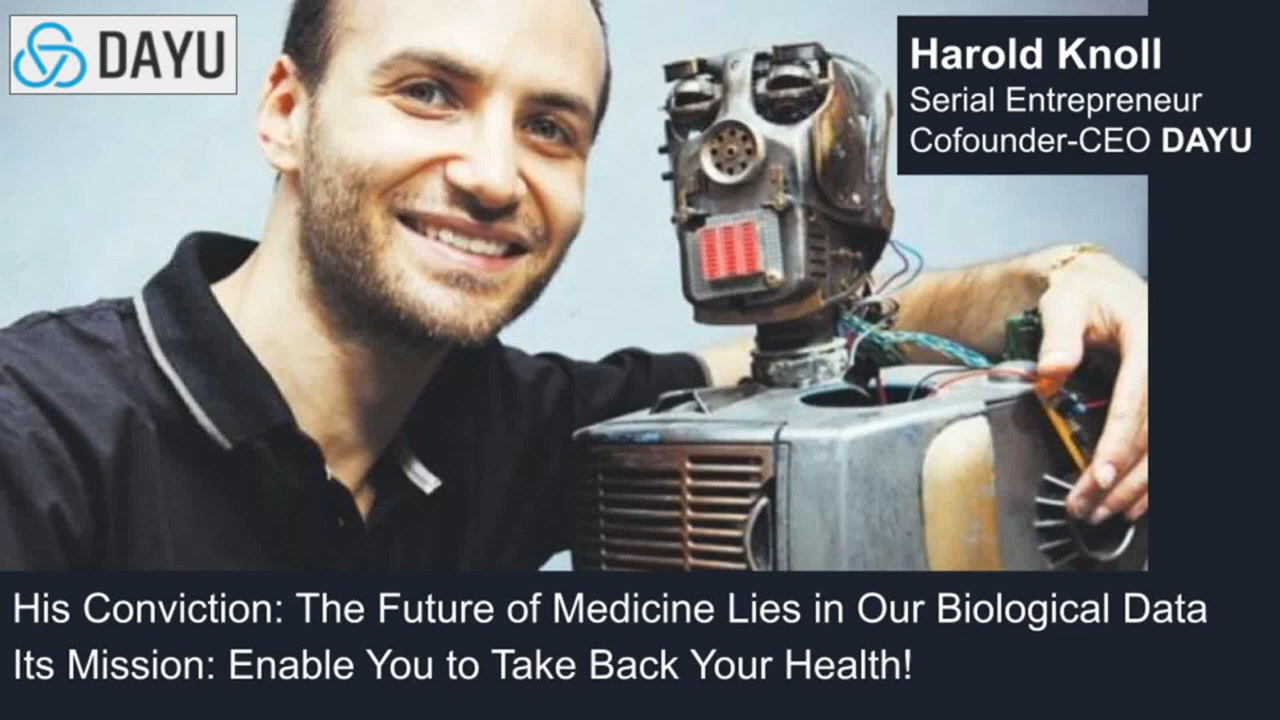 DAYU
Harold Knoll
Serial Entrepreneur
Cofounder-CEO DAYU
His Conviction: The Future of Medicine Lies in Our Biological Data
Its Mission: Enable You to Take Back Your Health!